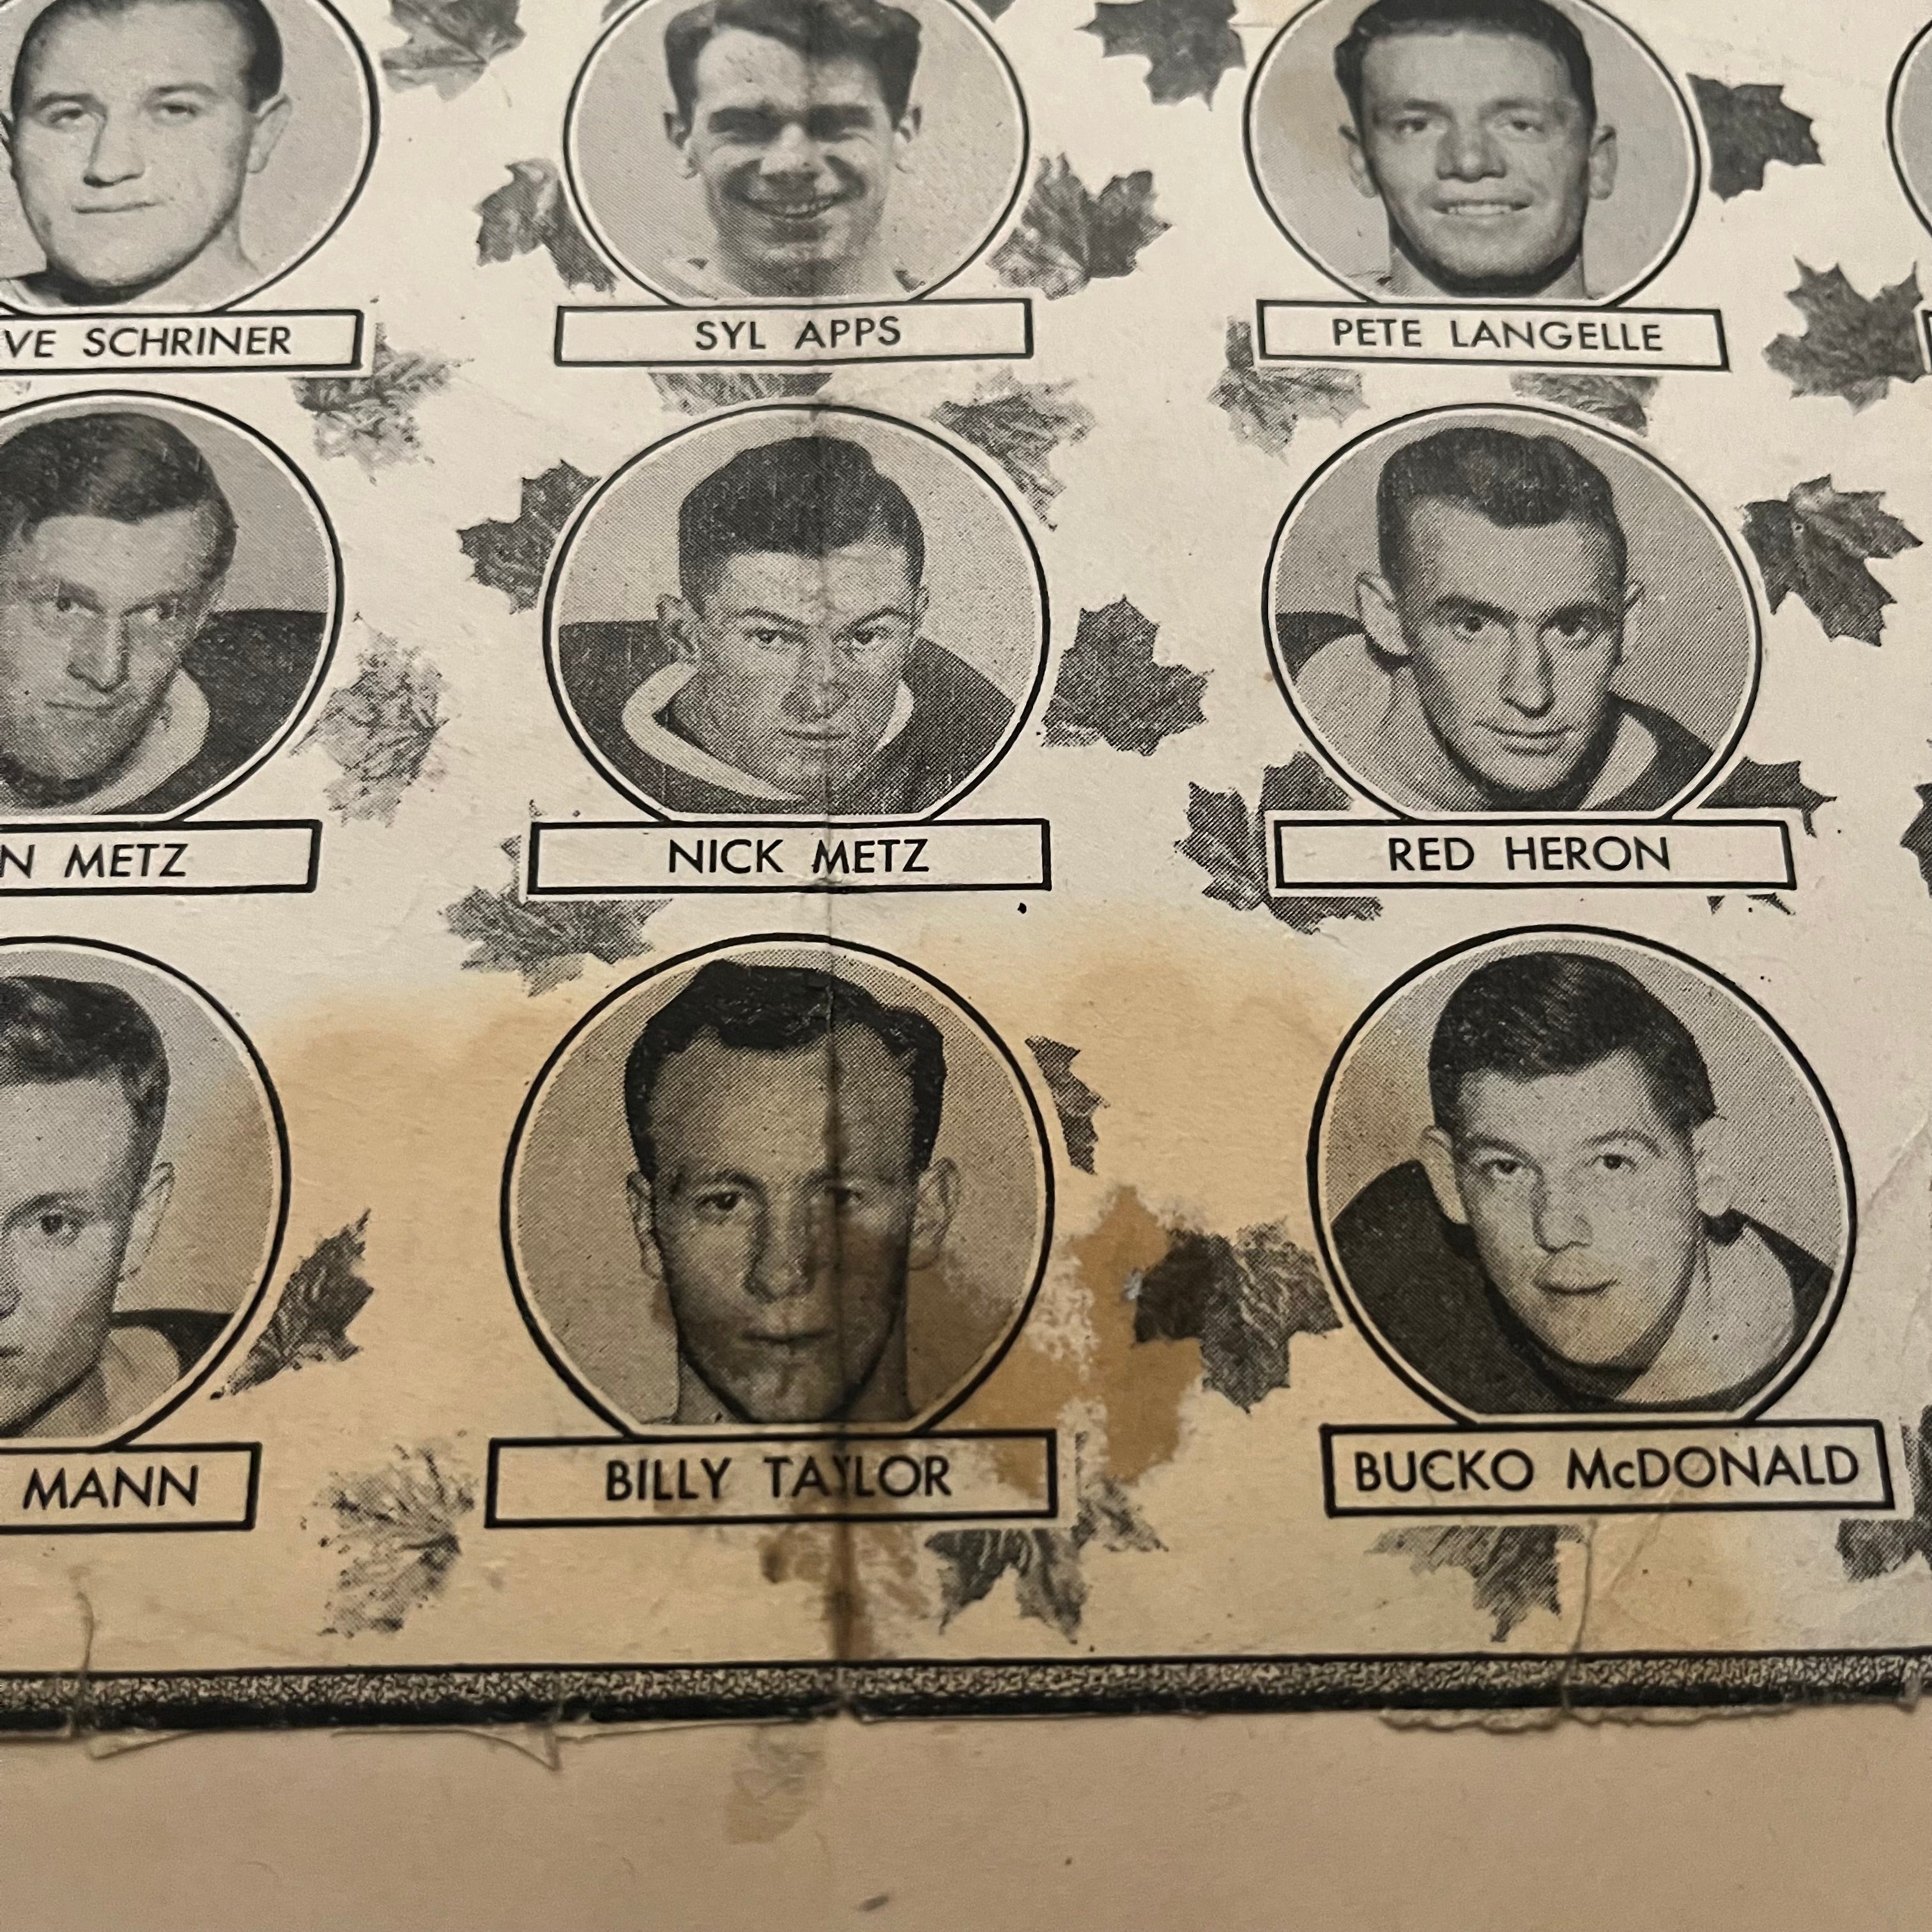 VE SCHRINER
SYL APPS
PETE LANGELLE
N METZ
NICK METZ
RED HERON
MANN
BILLY TAYLOR
BUCKO McDONALD